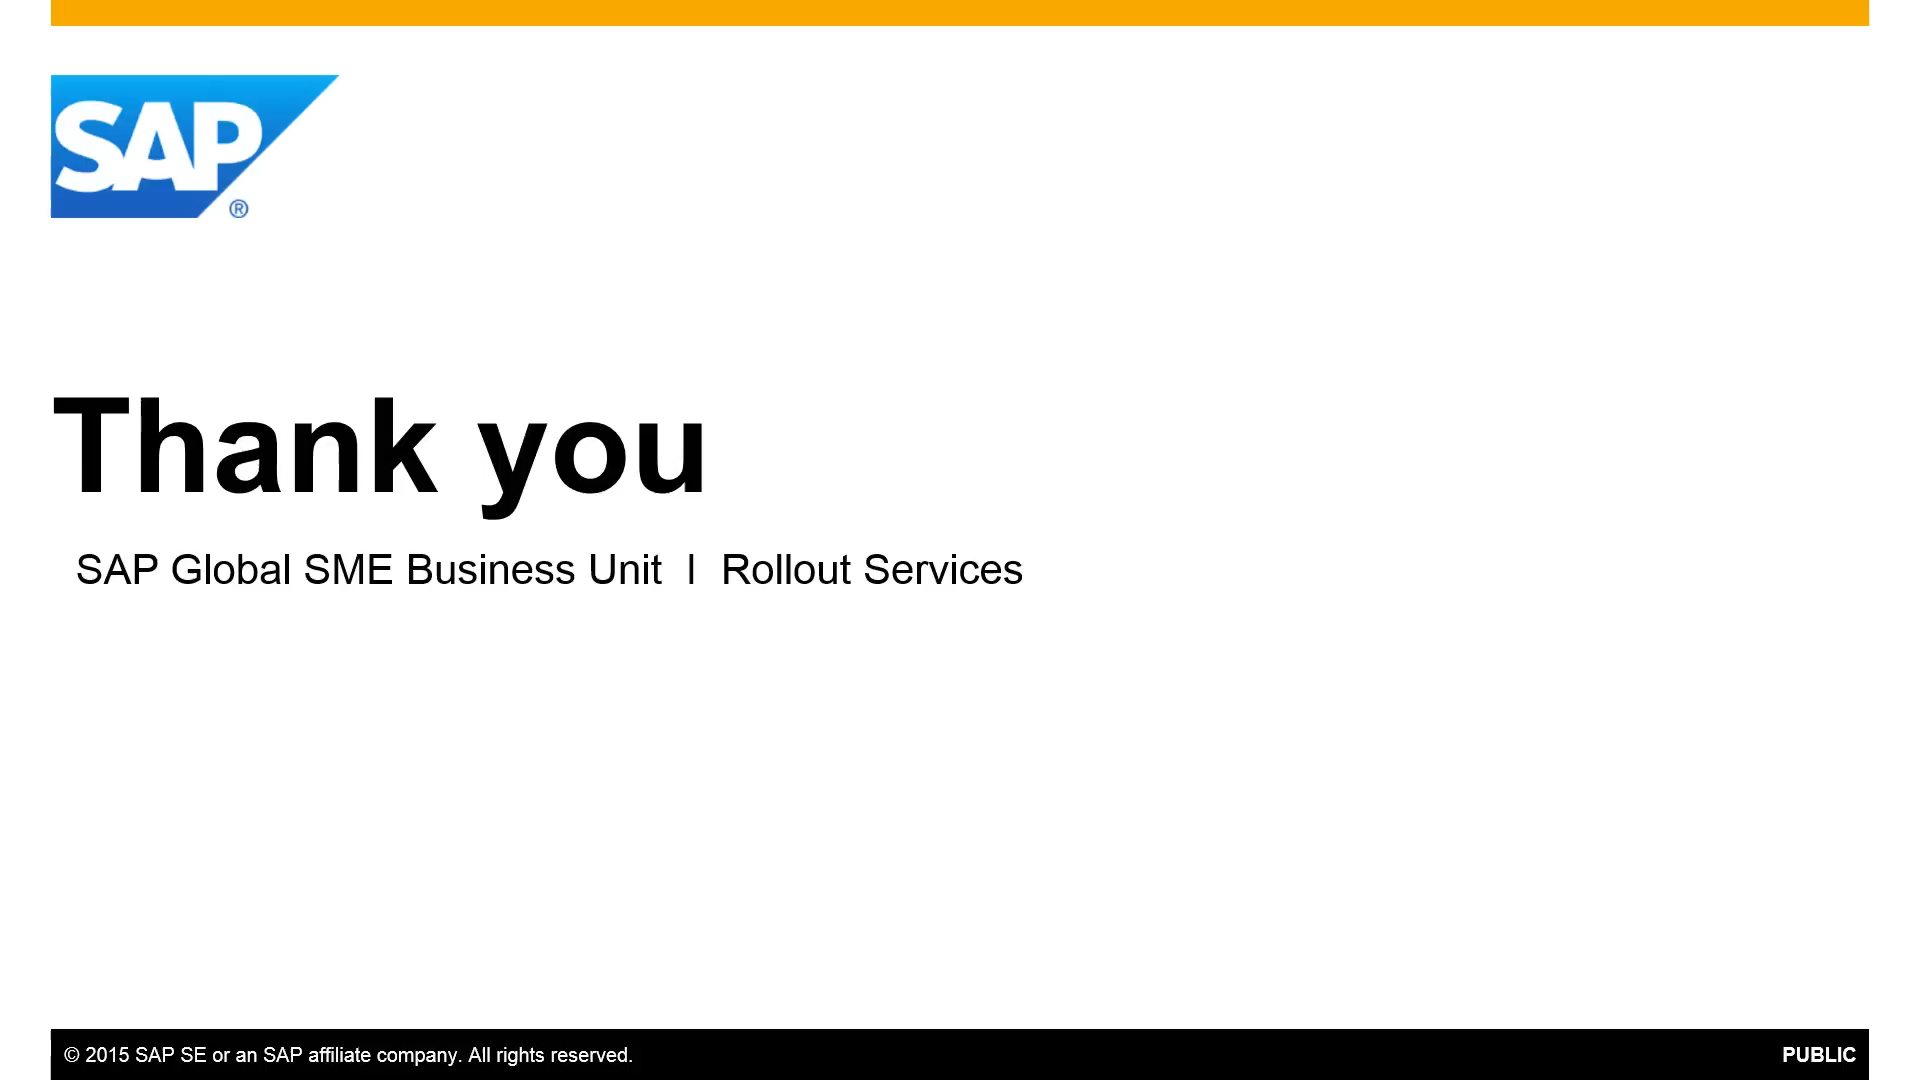 SAP ®
Thank you
SAP Global SME Business Unit I Rollout Services
© 2015 SAP SE or an SAP affiliate company. All rights reserved.
PUBLIC